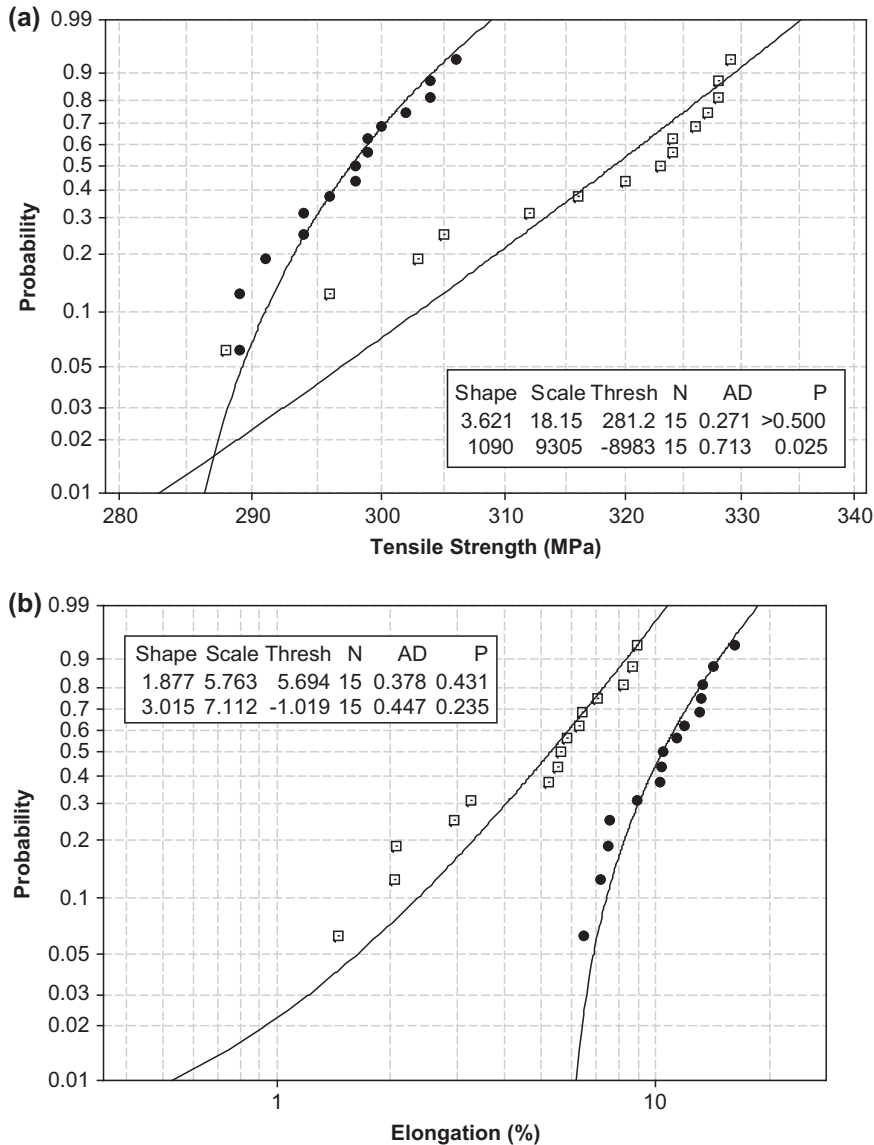 (a)
0.99
0.9
0.8
0.7
0.6
0.5
0.4
0.3
0.2
0.1
0.05
0.03
0.02
0.01
Probability
Shape Scale Thresh N AD P
3.621 18.15 281.2 15 0.271 >0.500
1090 9305 -8983 15 0.713 0.025
280 290 300 310 320 330 340
Tensile Strength (MPa)
(b)
0.99
0.9
0.8
0.7
0.6
0.5
0.4
0.3
0.2
0.1
0.05
0.03
0.02
0.01
Probability
Shape Scale Thresh N AD P
1.877 5.763 5.694 15 0.378 0.431
3.015 7.112 -1.019 15 0.447 0.235
1 10
Elongation (%)